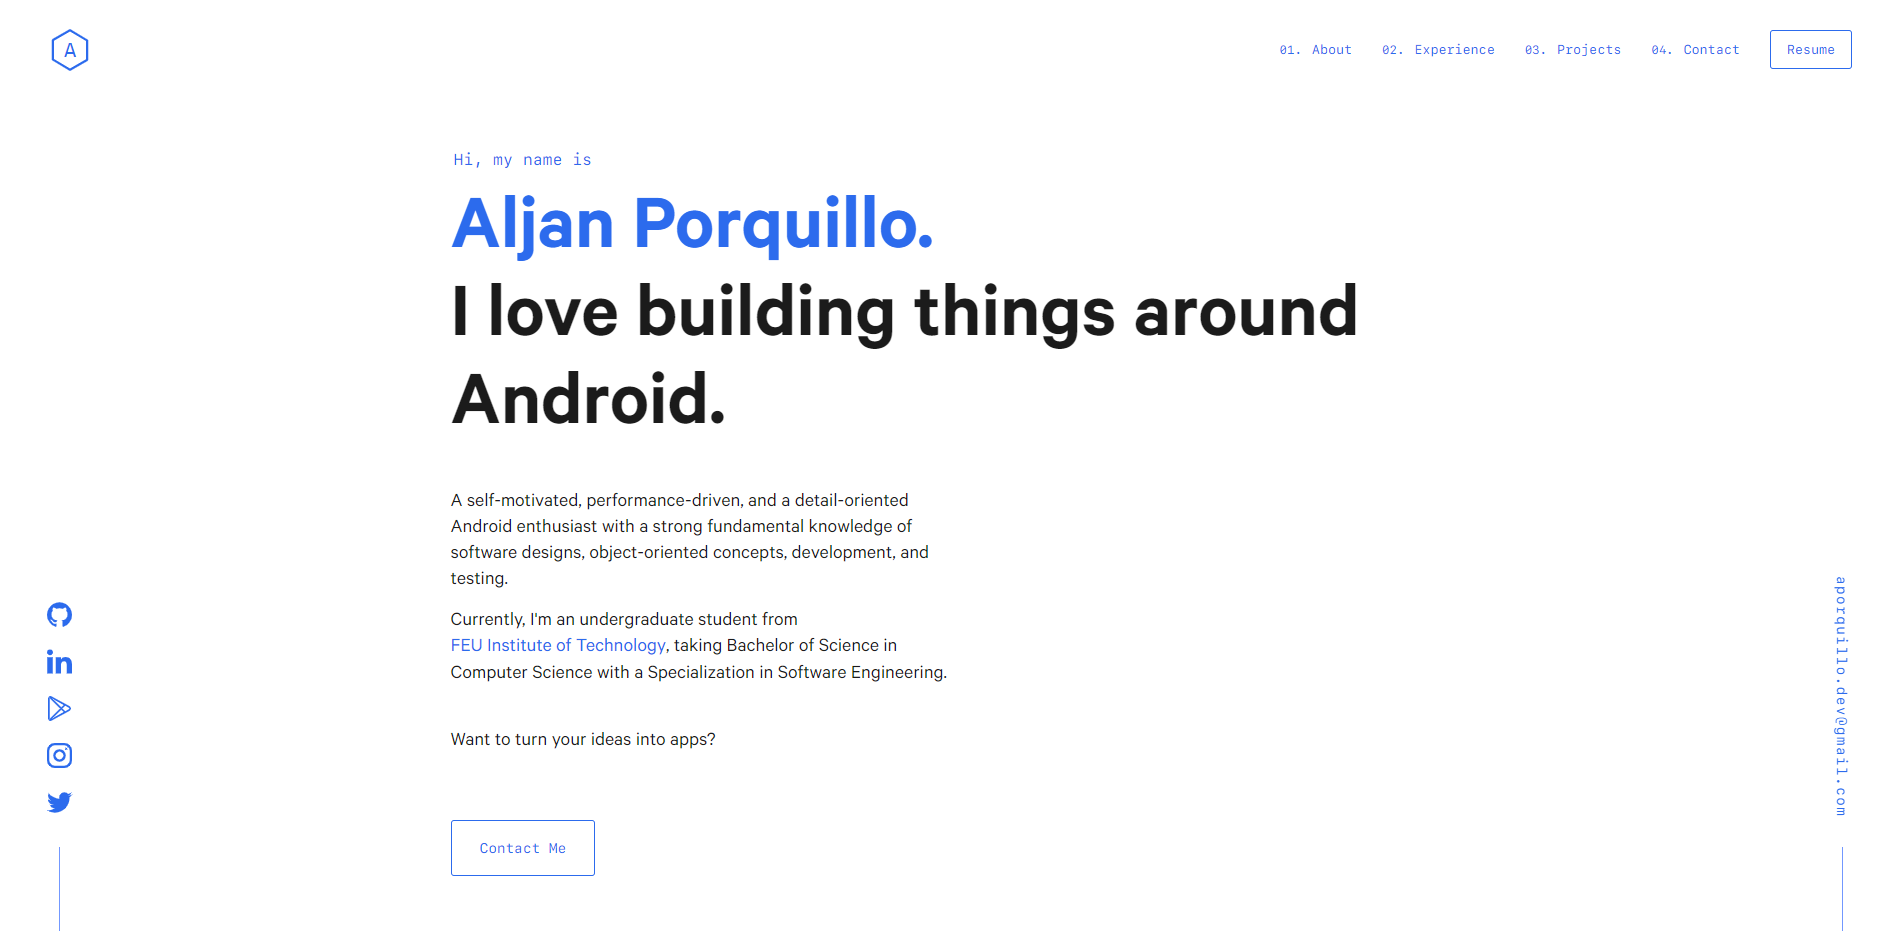 A
01. About 02. Experience 03. Projects 04. Contact Resume
Hi, my name is
Aljan Porquillo.
I love building things around
Android.
A self-motivated, performance-driven, and a detail-oriented
Android enthusiast with a strong fundamental knowledge of
software designs, object-oriented concepts, development, and
testing.
Currently, I'm an undergraduate student from
FEU Institute of Technology, taking Bachelor of Science in
Computer Science with a Specialization in Software Engineering.
Want to turn your ideas into apps?
Contact Me
in
aporquillo.dev@gmail.com